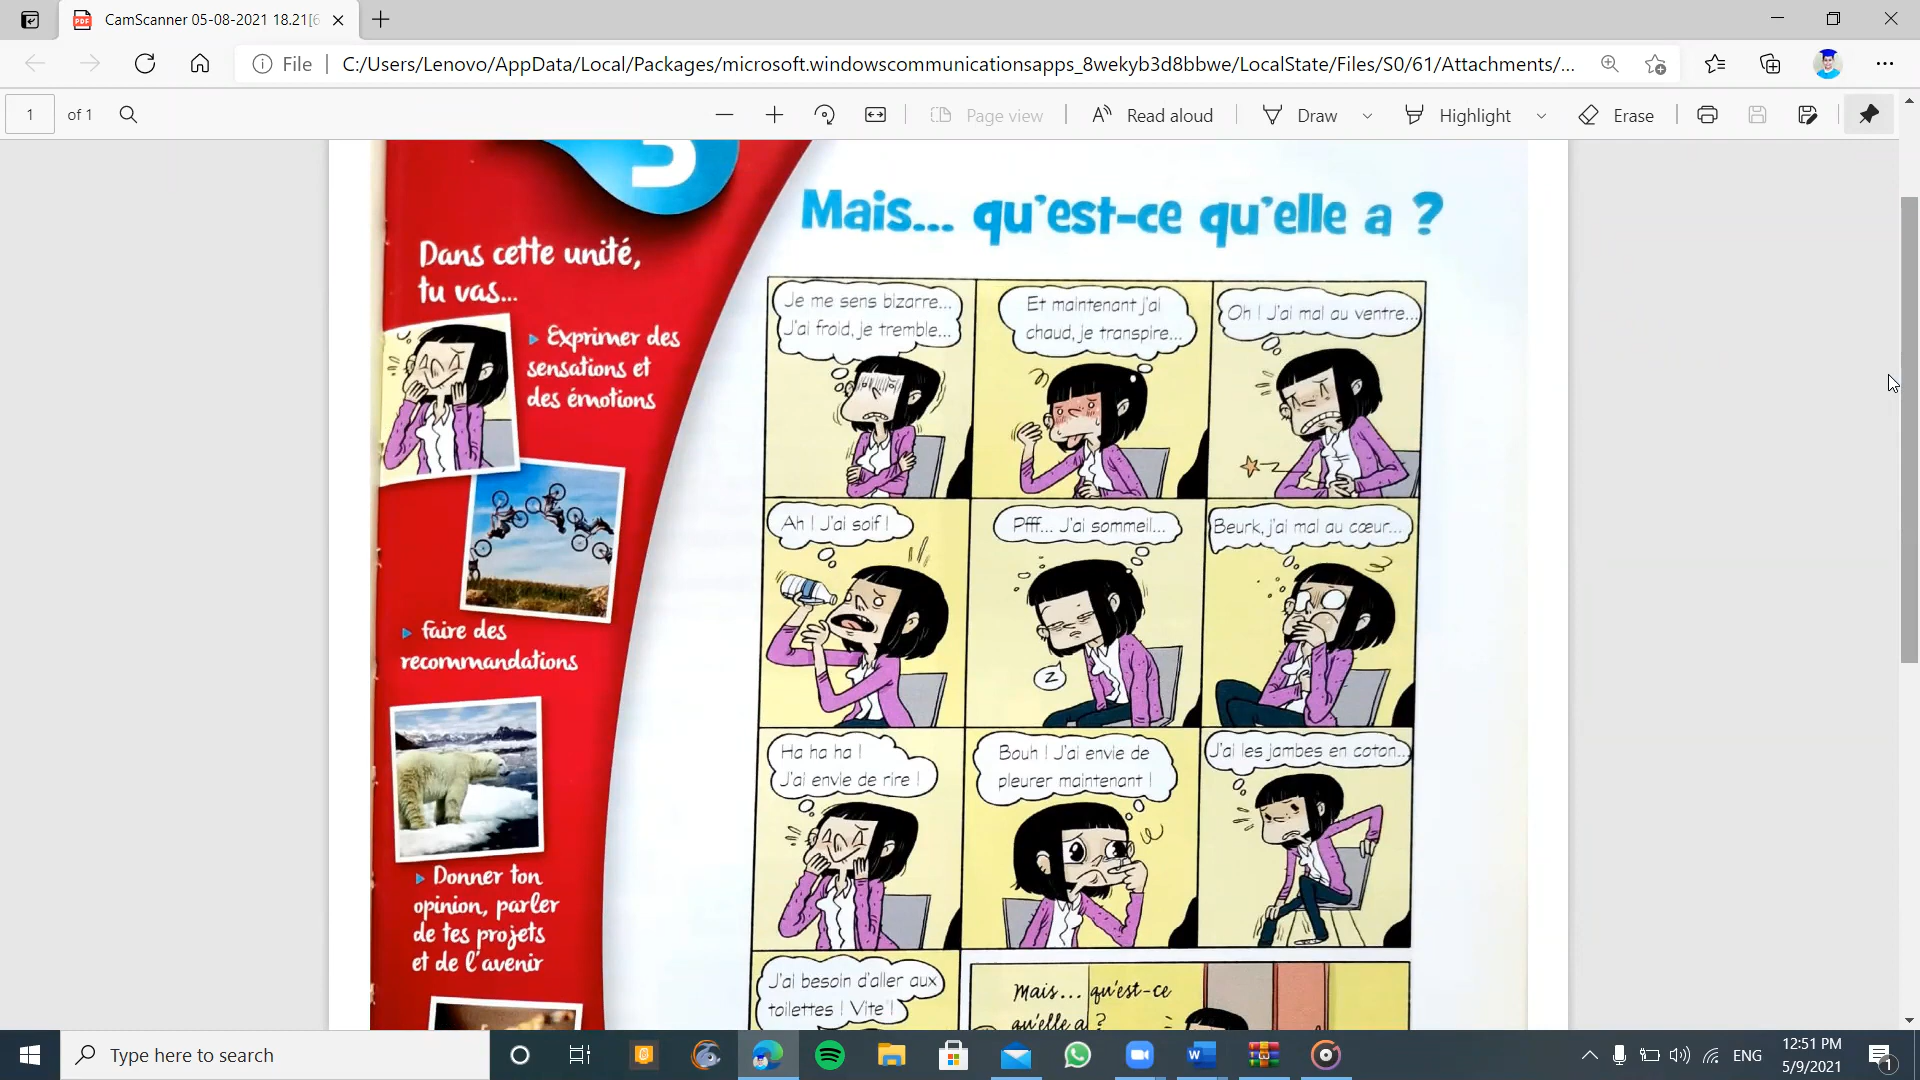 CamScanner 05-08-2021 18.21[6
File
C:/Users/Lenovo/AppData/Local/Packages/microsoft.windowscommunicationsapps_8wekyb3d8bbwe/LocalState/Files/S0/61/Attachments/...
1
of 1
Page view
Read aloud
Draw
Highlight
Erase
Mais... qu'est-ce qu'elle a ?
Dans cette unité,
tu vas...
Exprimer des
sensations et
des émotions
faire des
recommandations
Donner ton
opinion, parler
de tes projets
et de l'avenir
Je me sens bizarre...
J'ai froid, je tremble...
Et maintenant j'ai
chaud, je transpire...
Oh ! J'ai mal au ventre...
Ah ! J'ai soif !
Pfff... J'ai sommeil...
Beurk, j'ai mal au cœur...
Z
Ha ha ha !
J'ai envie de rire !
Bouh ! J'ai envie de
pleurer maintenant !
J'ai les jambes en coton...
J'ai besoin d'aller aux
toilettes ! Vite !
Mais... qu'est-ce
qu'elle a ?
Type here to search
ENG
12:51 PM
5/9/2021
1